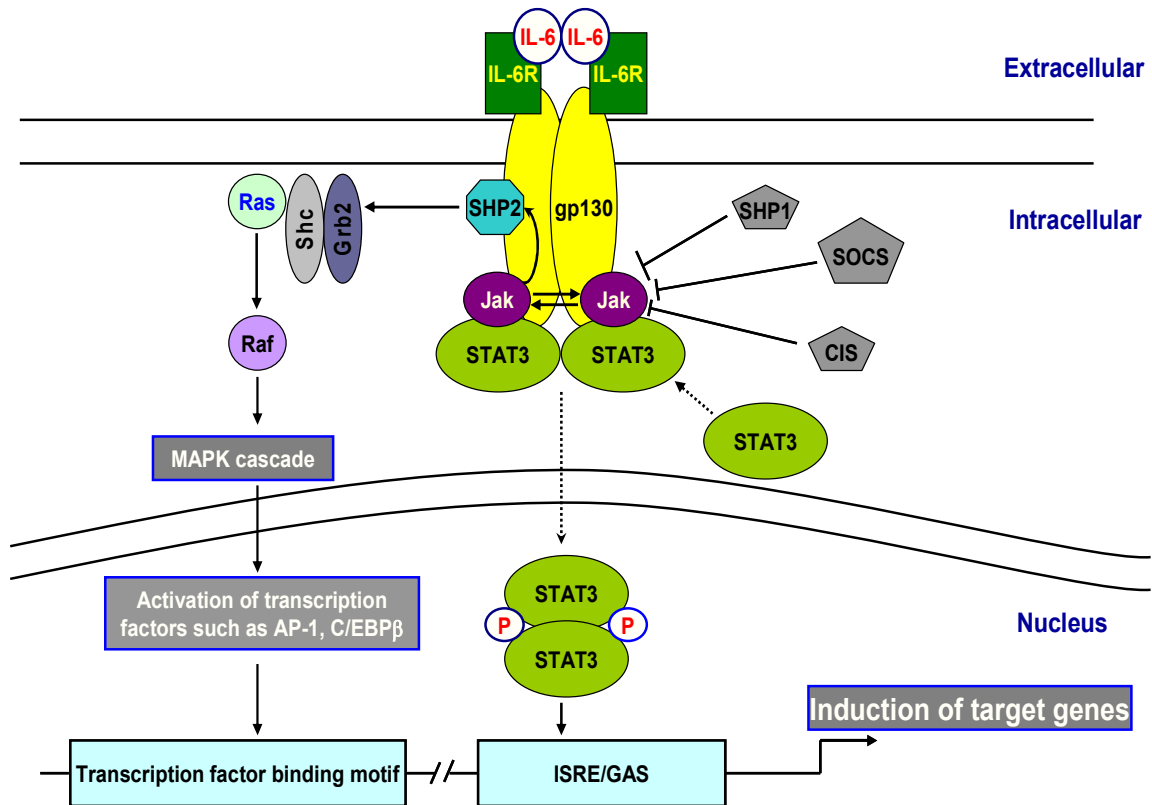 IL-6 IL-6
IL-6R IL-6R
Extracellular
Ras
Shc
Grb2
SHP2
gp130
SHP1
Intracellular
SOCS
Jak Jak
Raf
STAT3 STAT3
CIS
STAT3
MAPK cascade
Activation of transcription
factors such as AP-1, C/EBPβ
STAT3
P P
STAT3
Nucleus
Induction of target genes
Transcription factor binding motif
ISRE/GAS